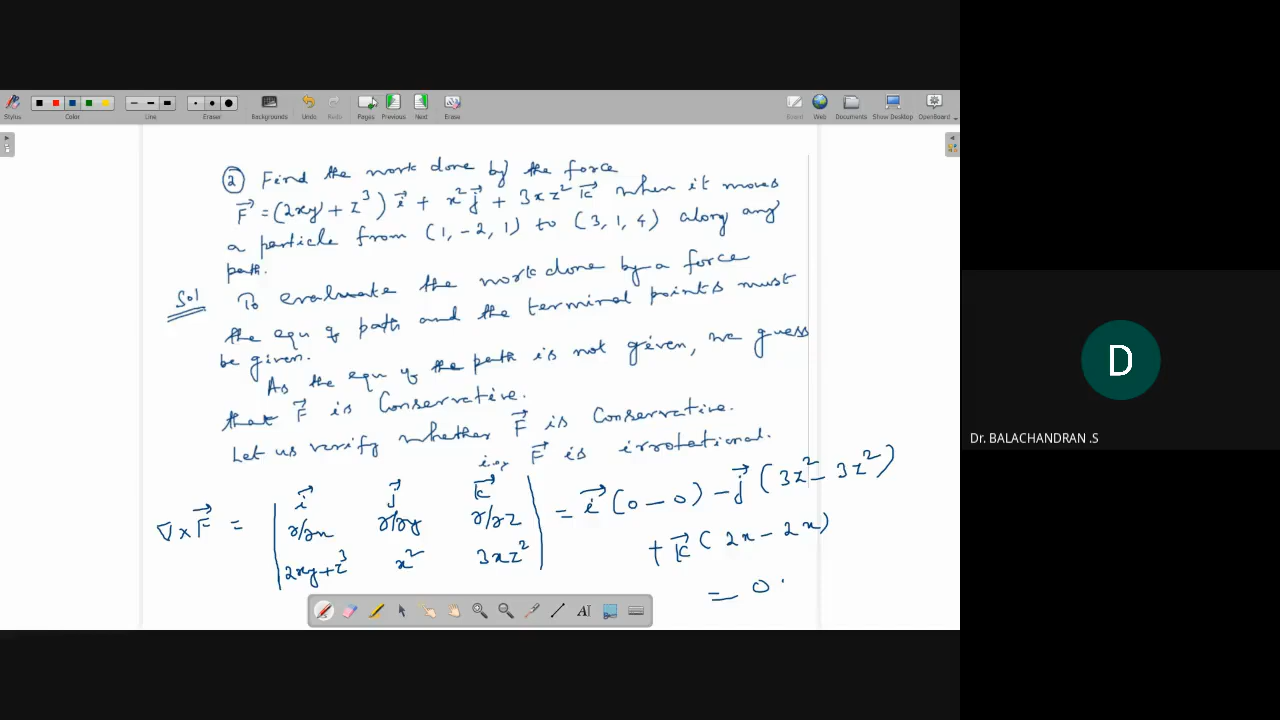 Stylus Color Line Eraser Backgrounds Undo Redo Pages Previous Next Erase Board Web Documents Show Desktop OpenBoard
② Find the work done by the force
F⃗ = (2xy + z³) i⃗ + x² j⃗ + 3xz² k⃗ when it moves
a particle from (1, -2, 1) to (3, 1, 4) along any
path.
Sol To evaluate the work done by a force
the equ of path and the terminal points must
be given.
As the equ of the path is not given, we guess
that F⃗ is Conservative.
Let us verify whether F⃗ is Conservative.
i.e., F⃗ is irrotational.
∇ x F⃗ = | i⃗ j⃗ k⃗ | = i⃗ (0 - 0) - j⃗ (3z² - 3z²)
∂/∂x ∂/∂y ∂/∂z + k⃗ (2x - 2x)
2xy+z³ x² 3xz²
= 0.
D
Dr. BALACHANDRAN .S